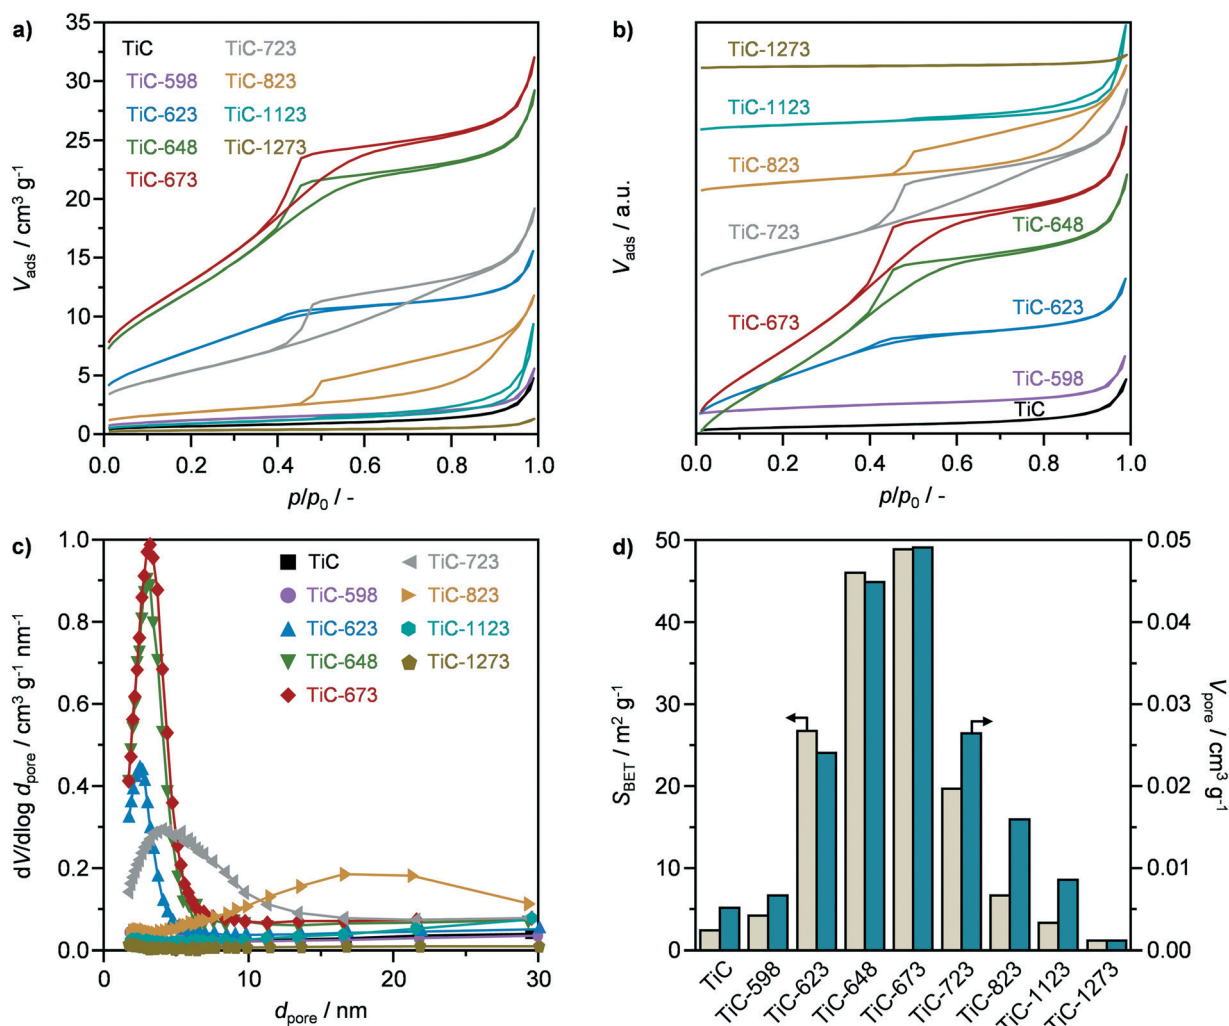 a)
35
30
25
20
15
10
5
0
V_ads / cm³ g⁻¹
TiC
TiC-598
TiC-623
TiC-648
TiC-673
TiC-723
TiC-823
TiC-1123
TiC-1273
0.0 0.2 0.4 0.6 0.8 1.0
p/p₀ / -
b)
V_ads / a.u.
TiC-1273
TiC-1123
TiC-823
TiC-723
TiC-648
TiC-673
TiC-623
TiC-598
TiC
0.0 0.2 0.4 0.6 0.8 1.0
p/p₀ / -
c)
1.0
0.8
0.6
0.4
0.2
0.0
dV/dlog d_pore / cm³ g⁻¹ nm⁻¹
TiC
TiC-598
TiC-623
TiC-648
TiC-673
TiC-723
TiC-823
TiC-1123
TiC-1273
0 10 20 30
d_pore / nm
d)
50
40
30
20
10
0
S_BET / m² g⁻¹
0.05
0.04
0.03
0.02
0.01
0.00
V_pore / cm³ g⁻¹
TiC
TiC-598
TiC-623
TiC-648
TiC-673
TiC-723
TiC-823
TiC-1123
TiC-1273